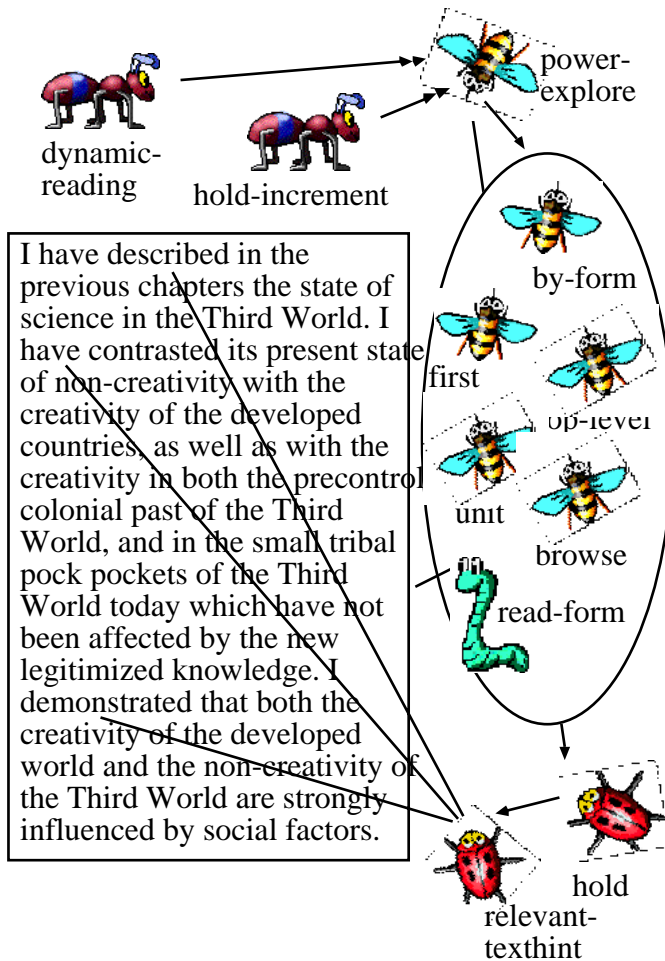 power-
explore
dynamic-
reading
hold-increment
I have described in the
previous chapters the state of
science in the Third World. I
have contrasted its present state
of non-creativity with the
creativity of the developed
countries, as well as with the
creativity in both the precontrol
colonial past of the Third
World, and in the small tribal
pock pockets of the Third
World today which have not
been affected by the new
legitimized knowledge. I
demonstrated that both the
creativity of the developed
world and the non-creativity of
the Third World are strongly
influenced by social factors.
by-form
first
op-level
unit
browse
read-form
hold
relevant-
texthint